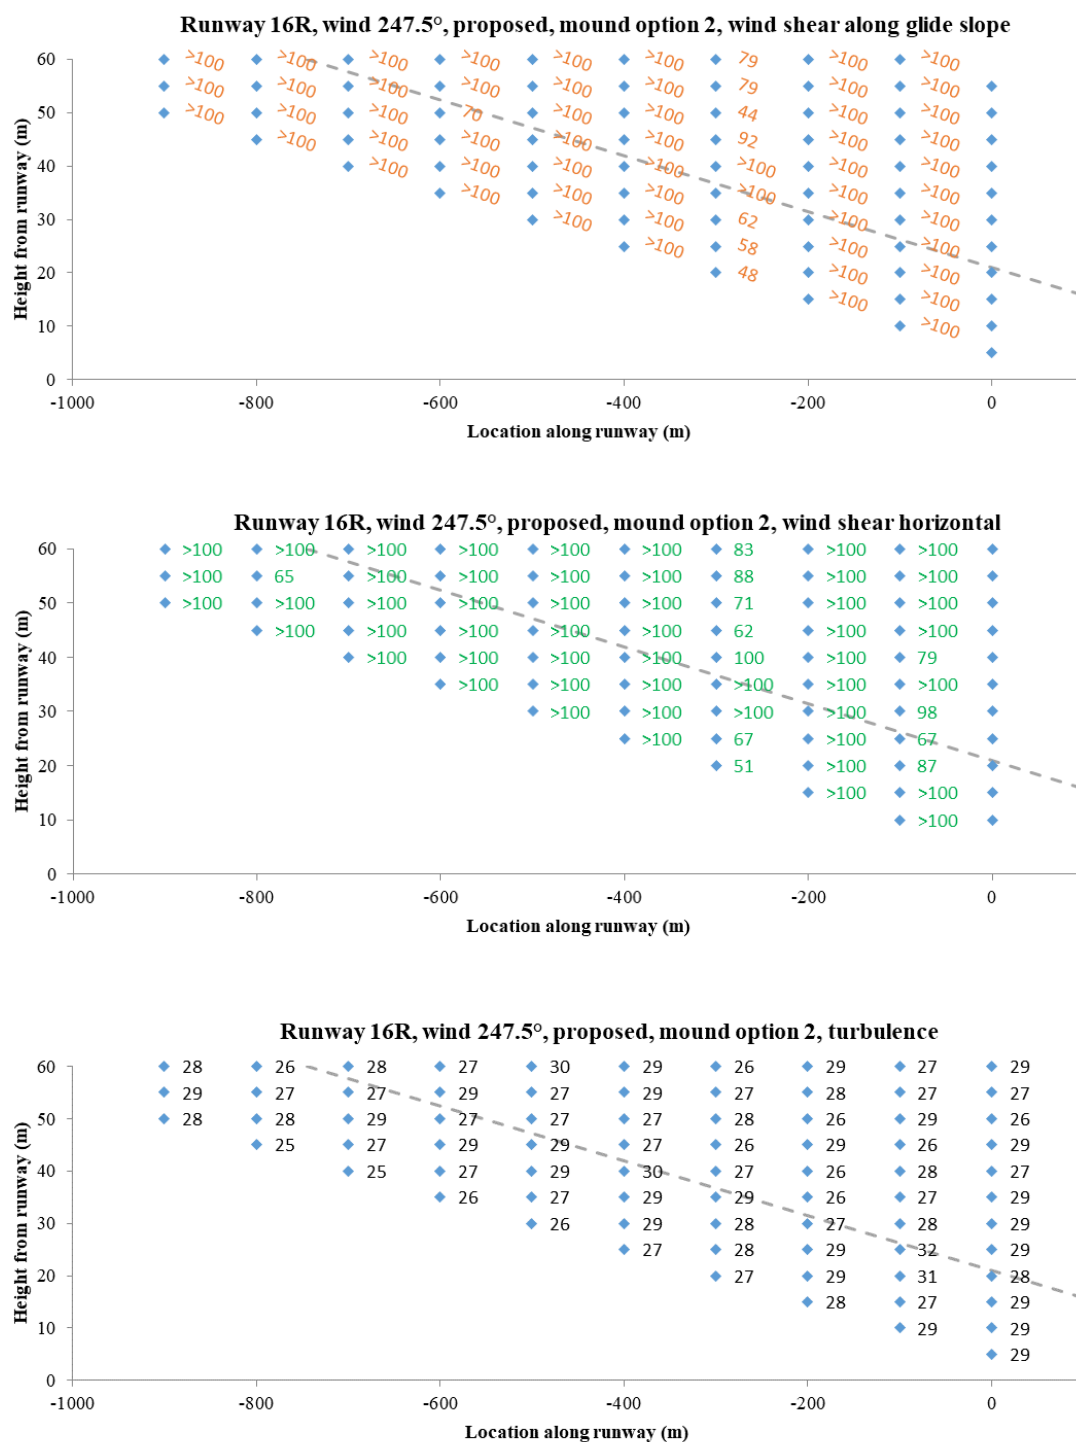 Runway 16R, wind 247.5°, proposed, mound option 2, wind shear along glide slope
60 >100 >100 >100 >100 >100 >100 79 >100 >100
>100 >100 >100 >100 >100 >100 79 >100 >100
50 >100 >100 >100 70 >100 >100 44 >100 >100
>100 >100 >100 >100 >100 92 >100 >100
40 >100 >100 >100 >100 >100 >100 >100
>100 >100 >100 >100 >100 >100
30 >100 >100 62 >100 >100
>100 58 >100 >100
20 48 >100 >100
>100 >100
10 >100
0
Height from runway (m)
-1000 -800 -600 -400 -200 0
Location along runway (m)
Runway 16R, wind 247.5°, proposed, mound option 2, wind shear horizontal
60 >100 >100 >100 >100 >100 >100 83 >100 >100
>100 65 >100 >100 >100 >100 88 >100 >100
50 >100 >100 >100 >100 >100 >100 71 >100 >100
>100 >100 >100 >100 >100 62 >100 >100
40 >100 >100 >100 >100 100 >100 79
>100 >100 >100 >100 >100 >100
30 >100 >100 >100 >100 98
>100 67 >100 67
20 51 >100 87
>100 >100
10 >100
0
Height from runway (m)
-1000 -800 -600 -400 -200 0
Location along runway (m)
Runway 16R, wind 247.5°, proposed, mound option 2, turbulence
60 28 26 28 27 30 29 26 29 27 29
29 27 27 29 27 29 27 28 27 27
50 28 28 29 27 27 27 28 26 29 26
25 27 29 29 27 26 29 26 29
40 25 27 29 30 27 26 28 27
26 27 29 29 26 27 29
30 26 29 28 27 28 29
27 28 29 32 29
20 27 29 31 28
28 27 29
10 29 29
29
0
Height from runway (m)
-1000 -800 -600 -400 -200 0
Location along runway (m)